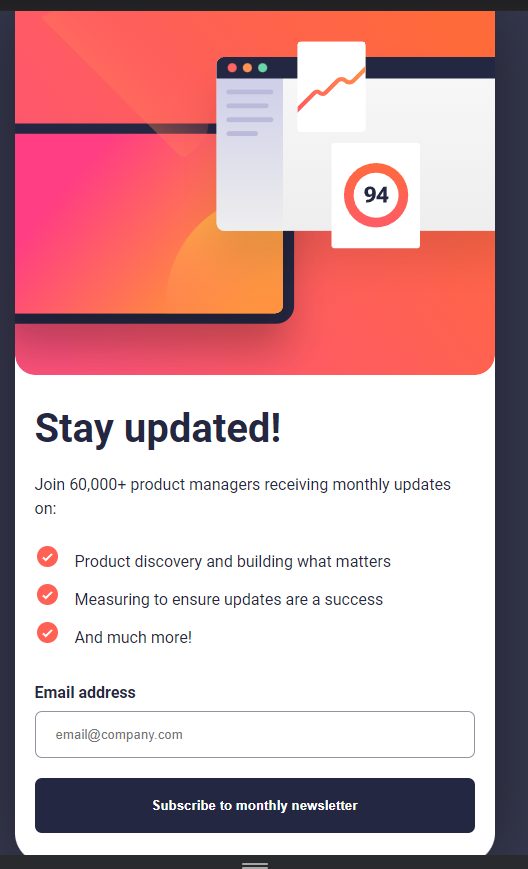 94
Stay updated!
Join 60,000+ product managers receiving monthly updates
on:
Product discovery and building what matters
Measuring to ensure updates are a success
And much more!
Email address
email@company.com
Subscribe to monthly newsletter